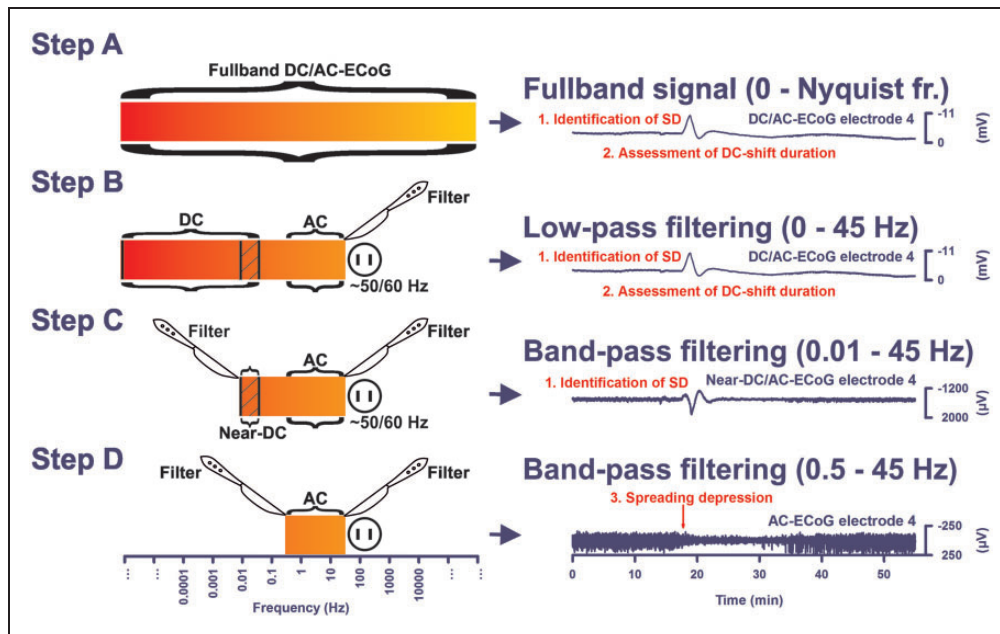 Step A
Fullband DC/AC-ECoG
Fullband signal (0 - Nyquist fr.)
1. Identification of SD
DC/AC-ECoG electrode 4
-11
0
(mV)
2. Assessment of DC-shift duration
Step B
DC
AC
Filter
~50/60 Hz
Low-pass filtering (0 - 45 Hz)
1. Identification of SD
DC/AC-ECoG electrode 4
-11
0
(mV)
2. Assessment of DC-shift duration
Step C
Filter
AC
Filter
Near-DC
~50/60 Hz
Band-pass filtering (0.01 - 45 Hz)
1. Identification of SD
Near-DC/AC-ECoG electrode 4
-1200
2000
(µV)
Step D
Filter
AC
Filter
Band-pass filtering (0.5 - 45 Hz)
3. Spreading depression
AC-ECoG electrode 4
-250
250
(µV)
... 0.0001 0.001 0.01 0.1 1 10 100 1000 10000 ... ...
Frequency (Hz)
0 10 20 30 40 50
Time (min)